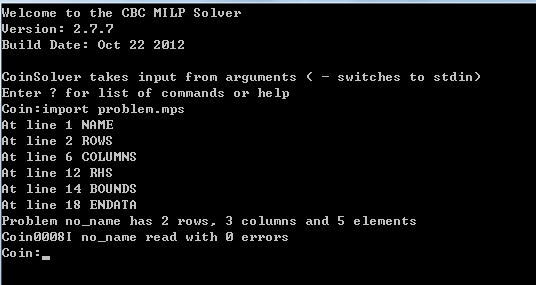 Welcome to the CBC MILP Solver
Version: 2.7.7
Build Date: Oct 22 2012
CoinSolver takes input from arguments ( - switches to stdin)
Enter ? for list of commands or help
Coin:import problem.mps
At line 1 NAME
At line 2 ROWS
At line 6 COLUMNS
At line 12 RHS
At line 14 BOUNDS
At line 18 ENDATA
Problem no_name has 2 rows, 3 columns and 5 elements
Coin0008I no_name read with 0 errors
Coin:_